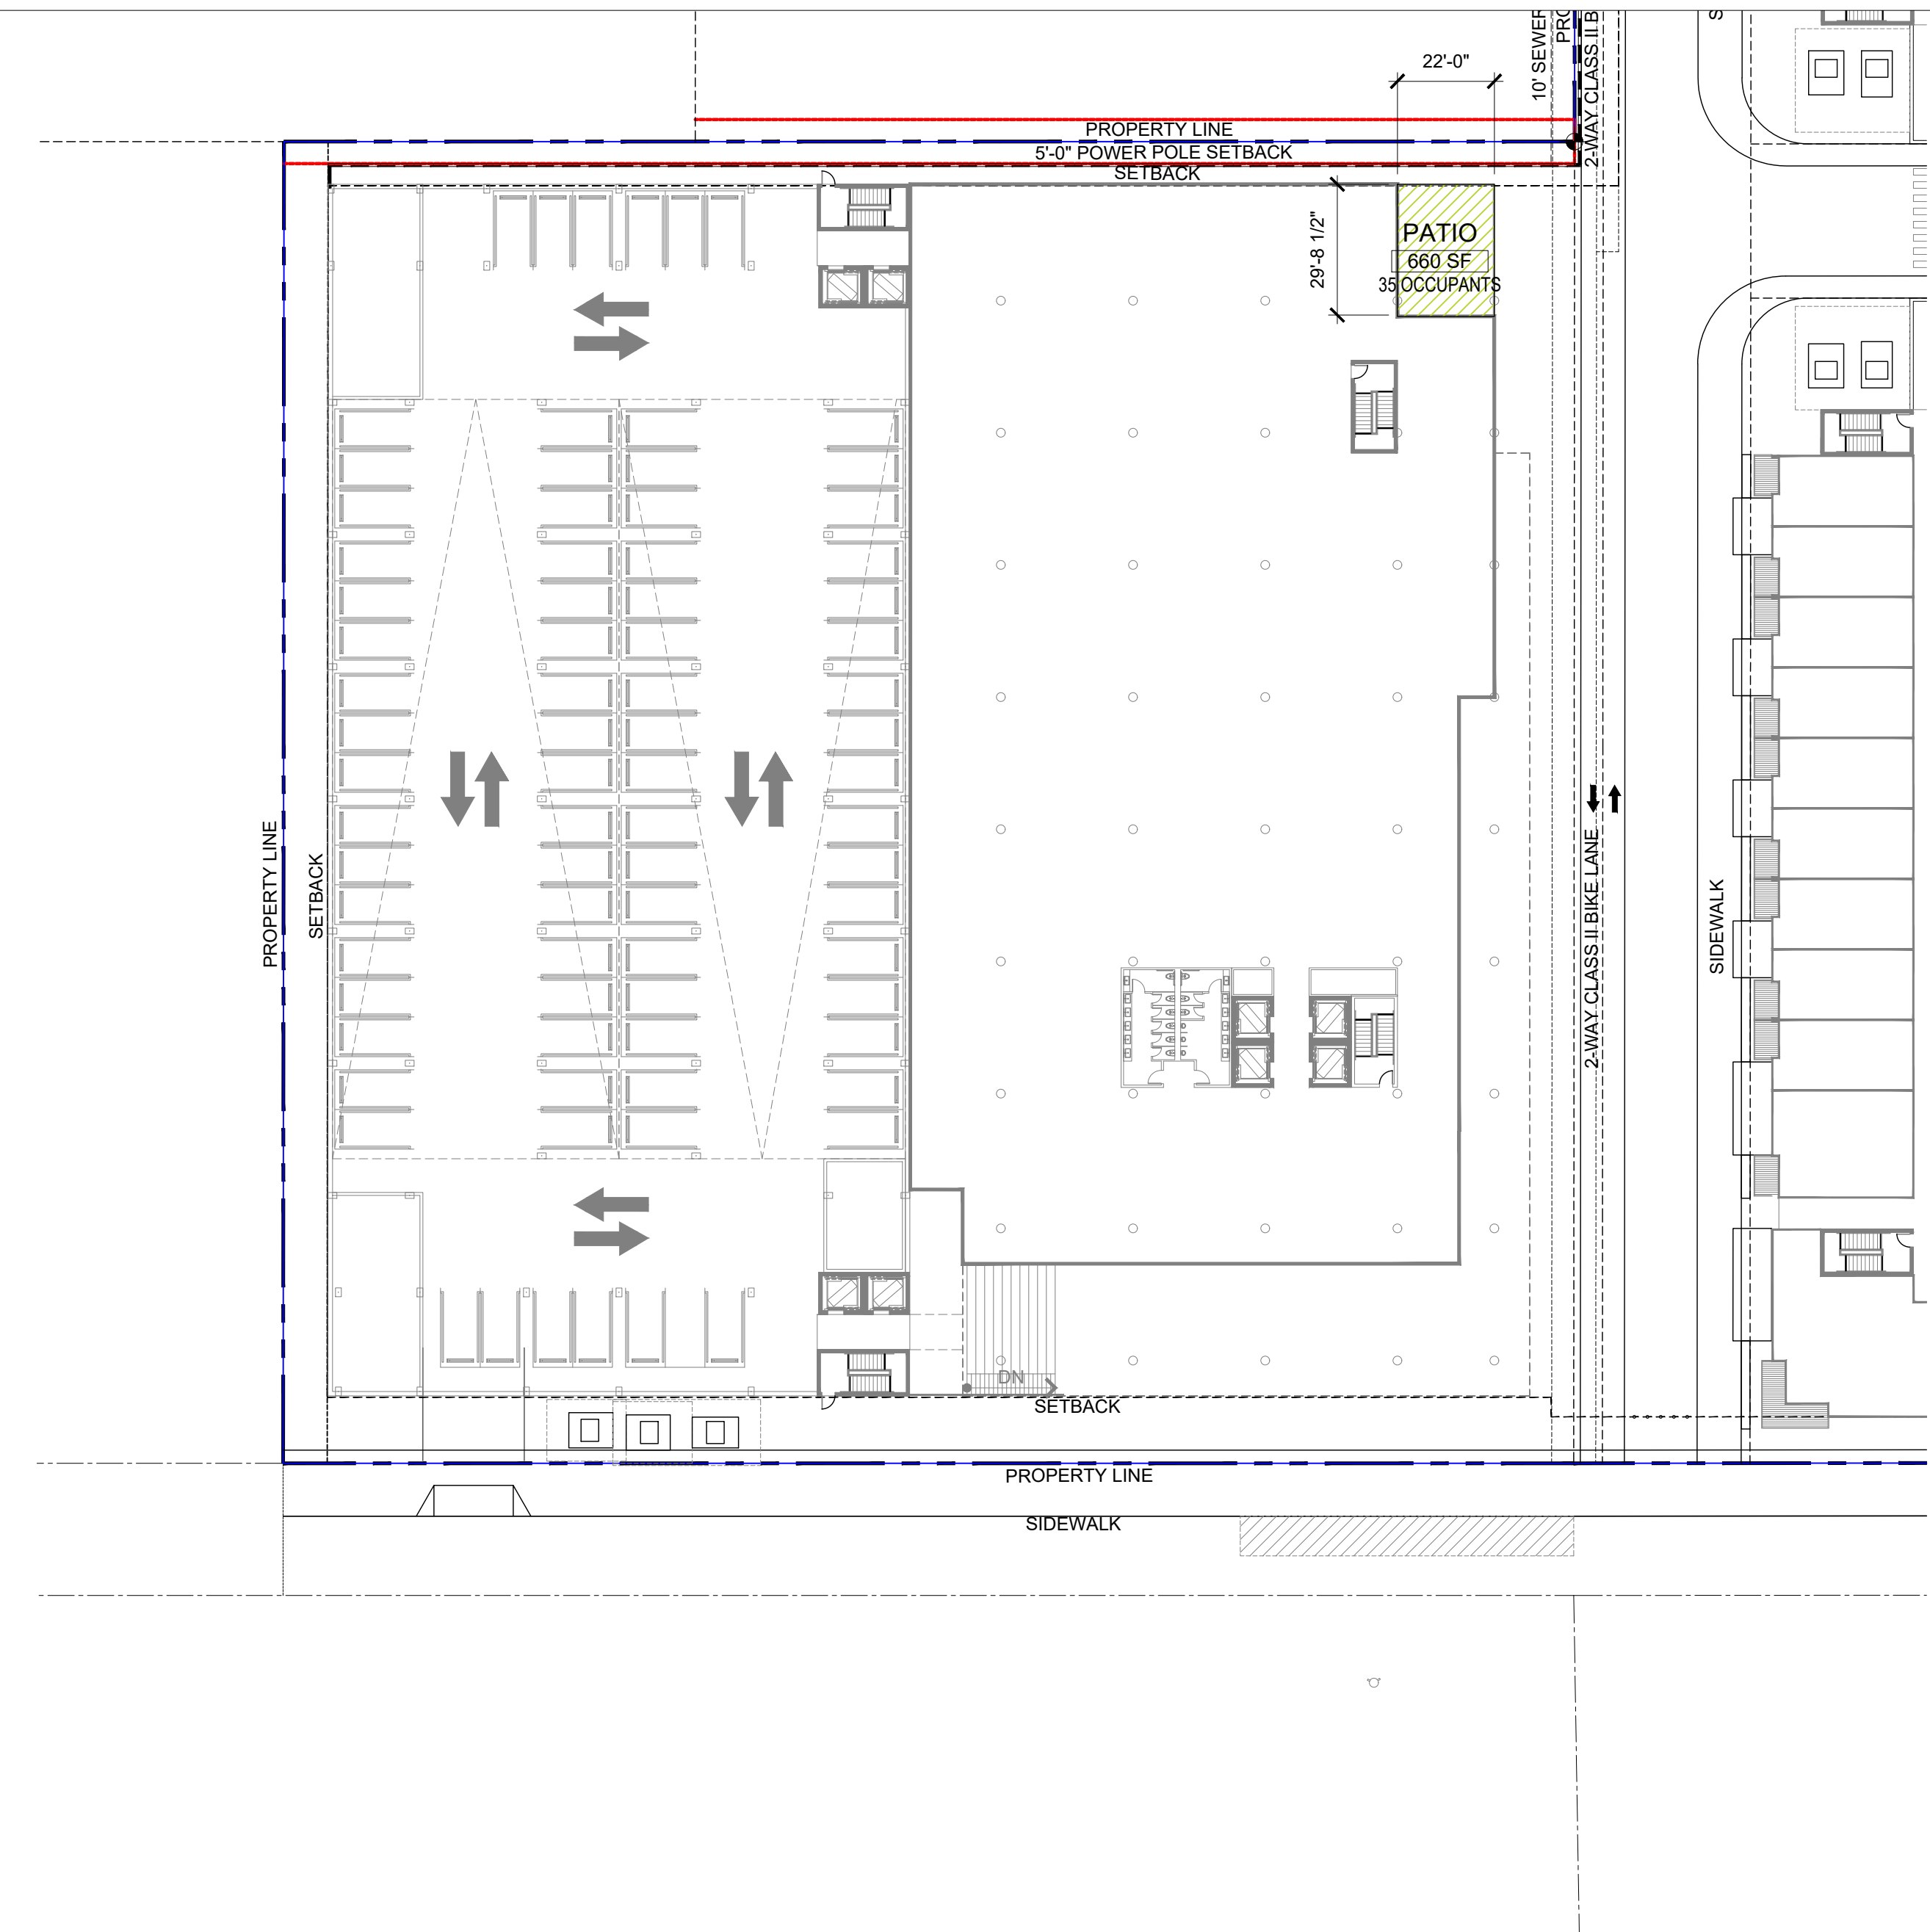 10' SEWER
PRO
2-WAY CLASS II B
S
22'-0"
PROPERTY LINE
5'-0" POWER POLE SETBACK
SETBACK
29'-8 1/2"
PATIO
660 SF
35 OCCUPANTS
PROPERTY LINE
SETBACK
2-WAY CLASS II BIKE LANE
SIDEWALK
DN
SETBACK
PROPERTY LINE
SIDEWALK